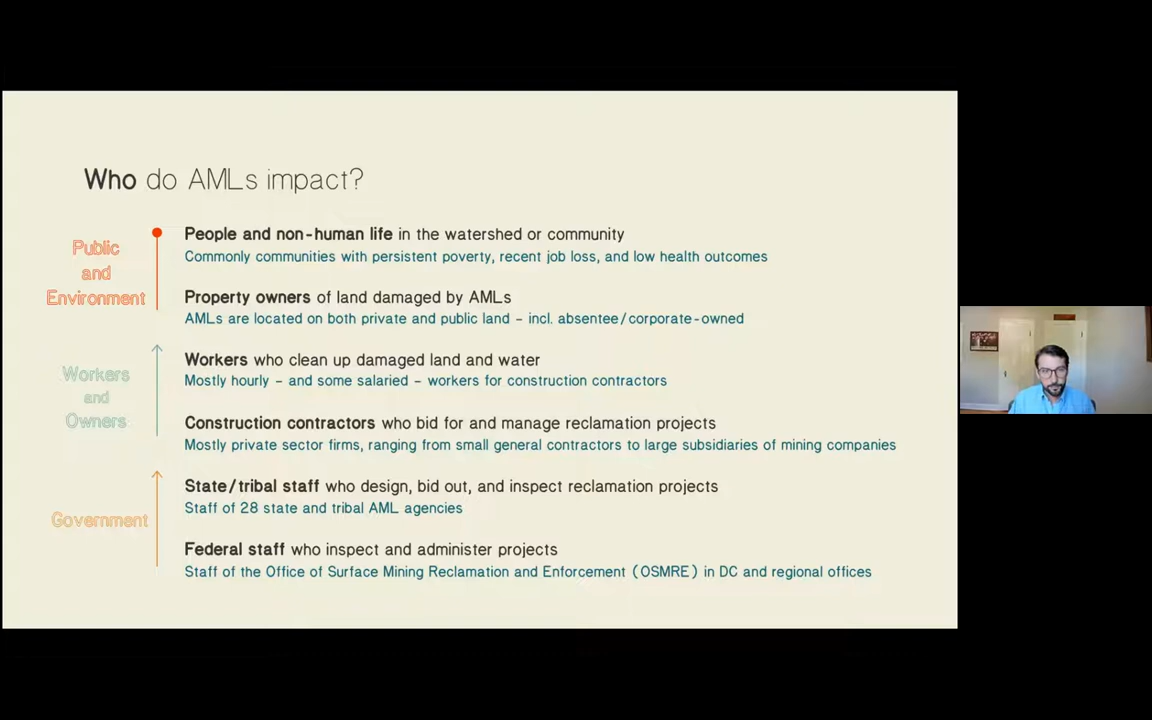 Who do AMLs impact?
Public
and
Environment
People and non-human life in the watershed or community
Commonly communities with persistent poverty, recent job loss, and low health outcomes
Property owners of land damaged by AMLs
AMLs are located on both private and public land – incl. absentee/corporate-owned
Workers
and
Owners
Workers who clean up damaged land and water
Mostly hourly – and some salaried – workers for construction contractors
Construction contractors who bid for and manage reclamation projects
Mostly private sector firms, ranging from small general contractors to large subsidiaries of mining companies
Government
State/tribal staff who design, bid out, and inspect reclamation projects
Staff of 28 state and tribal AML agencies
Federal staff who inspect and administer projects
Staff of the Office of Surface Mining Reclamation and Enforcement (OSMRE) in DC and regional offices